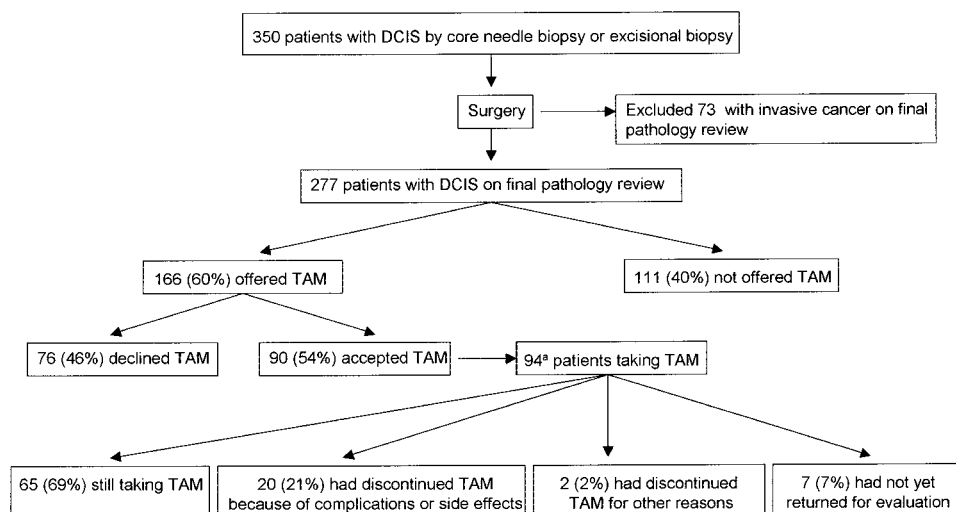 350 patients with DCIS by core needle biopsy or excisional biopsy
Surgery
Excluded 73 with invasive cancer on final
pathology review
277 patients with DCIS on final pathology review
166 (60%) offered TAM
111 (40%) not offered TAM
76 (46%) declined TAM
90 (54%) accepted TAM
94ᵃ patients taking TAM
65 (69%) still taking TAM
20 (21%) had discontinued TAM
because of complications or side effects
2 (2%) had discontinued
TAM for other reasons
7 (7%) had not yet
returned for evaluation